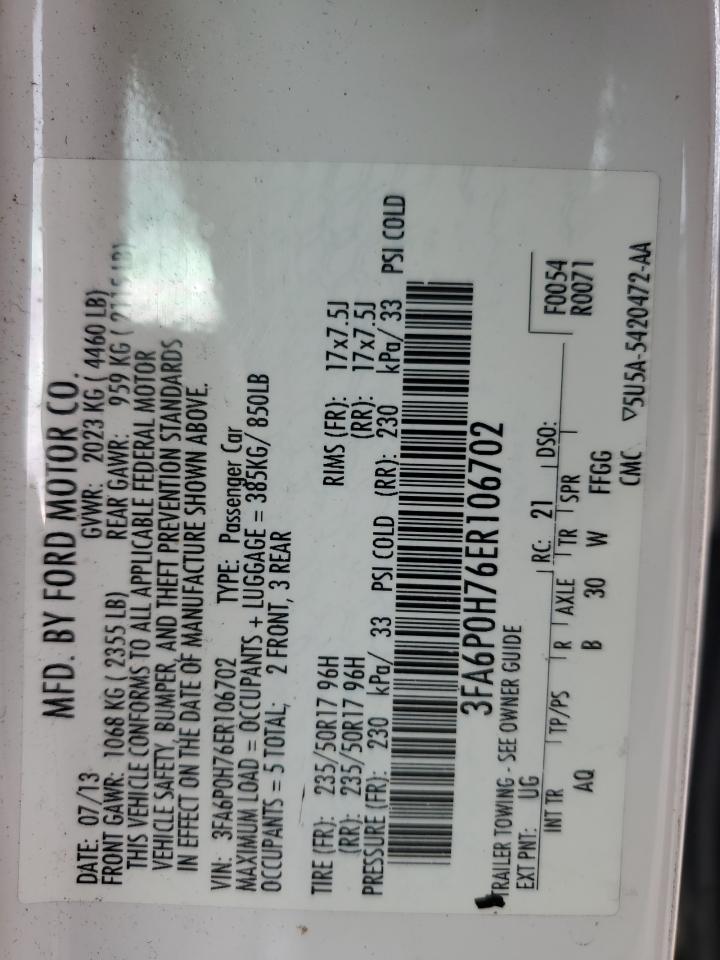 MFD. BY FORD MOTOR CO.
DATE: 07/13 GVWR: 2023 KG ( 4460 LB)
FRONT GAWR: 1068 KG ( 2355 LB) REAR GAWR: 959 KG (
THIS VEHICLE CONFORMS TO ALL APPLICABLE FEDERAL MOTOR
VEHICLE SAFETY, BUMPER, AND THEFT PREVENTION STANDARDS
IN EFFECT ON THE DATE OF MANUFACTURE SHOWN ABOVE.
VIN: 3FA6P0H76ER106702 TYPE: Passenger Car
MAXIMUM LOAD = OCCUPANTS + LUGGAGE = 385KG/ 850LB
OCCUPANTS = 5 TOTAL; 2 FRONT, 3 REAR
TIRE (FR): 235/50R17 96H RIMS (FR): 17x7.5J
(RR): 235/50R17 96H (RR): 17x7.5J
PRESSURE (FR): 230 kPa/ 33 PSI COLD (RR): 230 kPa/ 33 PSI COLD
3FA6P0H76ER106702
TRAILER TOWING - SEE OWNER GUIDE
EXT PNT: UG RC: 21 DSO: F0054
R0071
INT TR TP/PS R AXLE TR SPR
AQ B 30 W FFGG
CMC ▽5U5A-5420472-AA